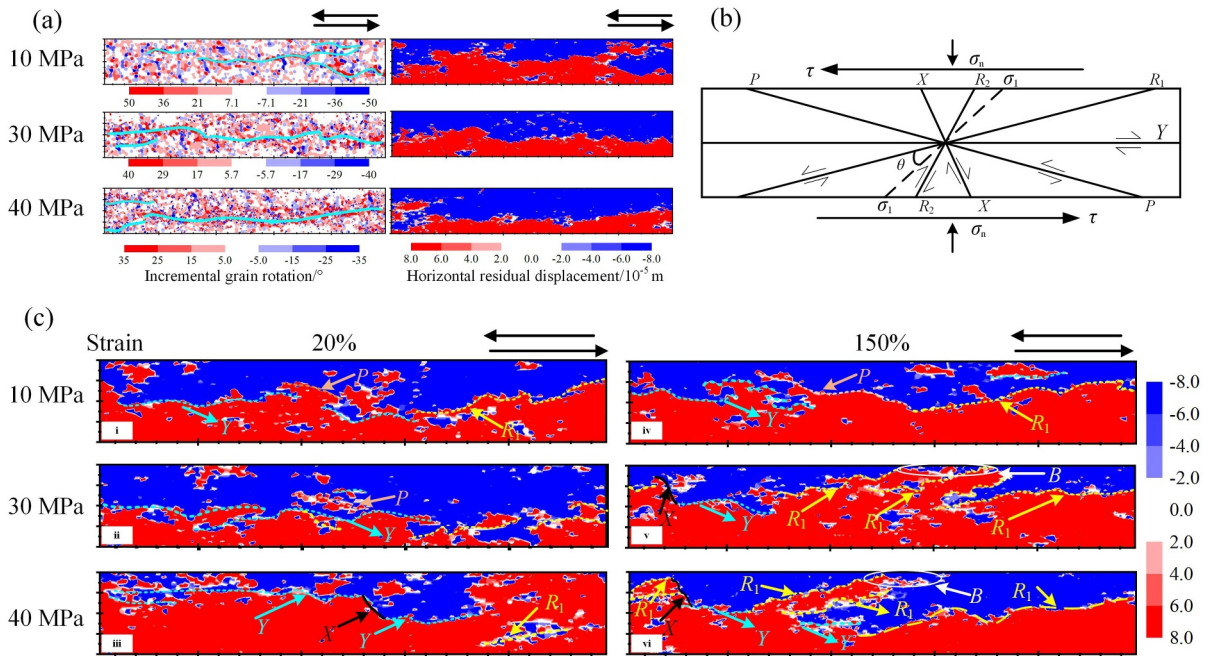 (a)
10 MPa
50 36 21 7.1 -7.1 -21 -36 -50
30 MPa
40 29 17 5.7 -5.7 -17 -29 -40
40 MPa
35 25 15 5.0 -5.0 -15 -25 -35
Incremental grain rotation/°
8.0 6.0 4.0 2.0 0.0 -2.0 -4.0 -6.0 -8.0
Horizontal residual displacement/10⁻⁵ m
(b)
σn
τ
P X R2 σ1 R1
Y
θ
σ1 R2 X P
τ
σn
(c)
Strain 20% 150%
10 MPa
P
Y
R1
i
P
Y
R1
iv
30 MPa
P
Y
ii
X
Y
R1
R1
R1
B
v
40 MPa
Y
X
Y
R1
iii
R1
X
Y
R1
R1
Y
B
R1
vi
-8.0
-6.0
-4.0
-2.0
0.0
2.0
4.0
6.0
8.0